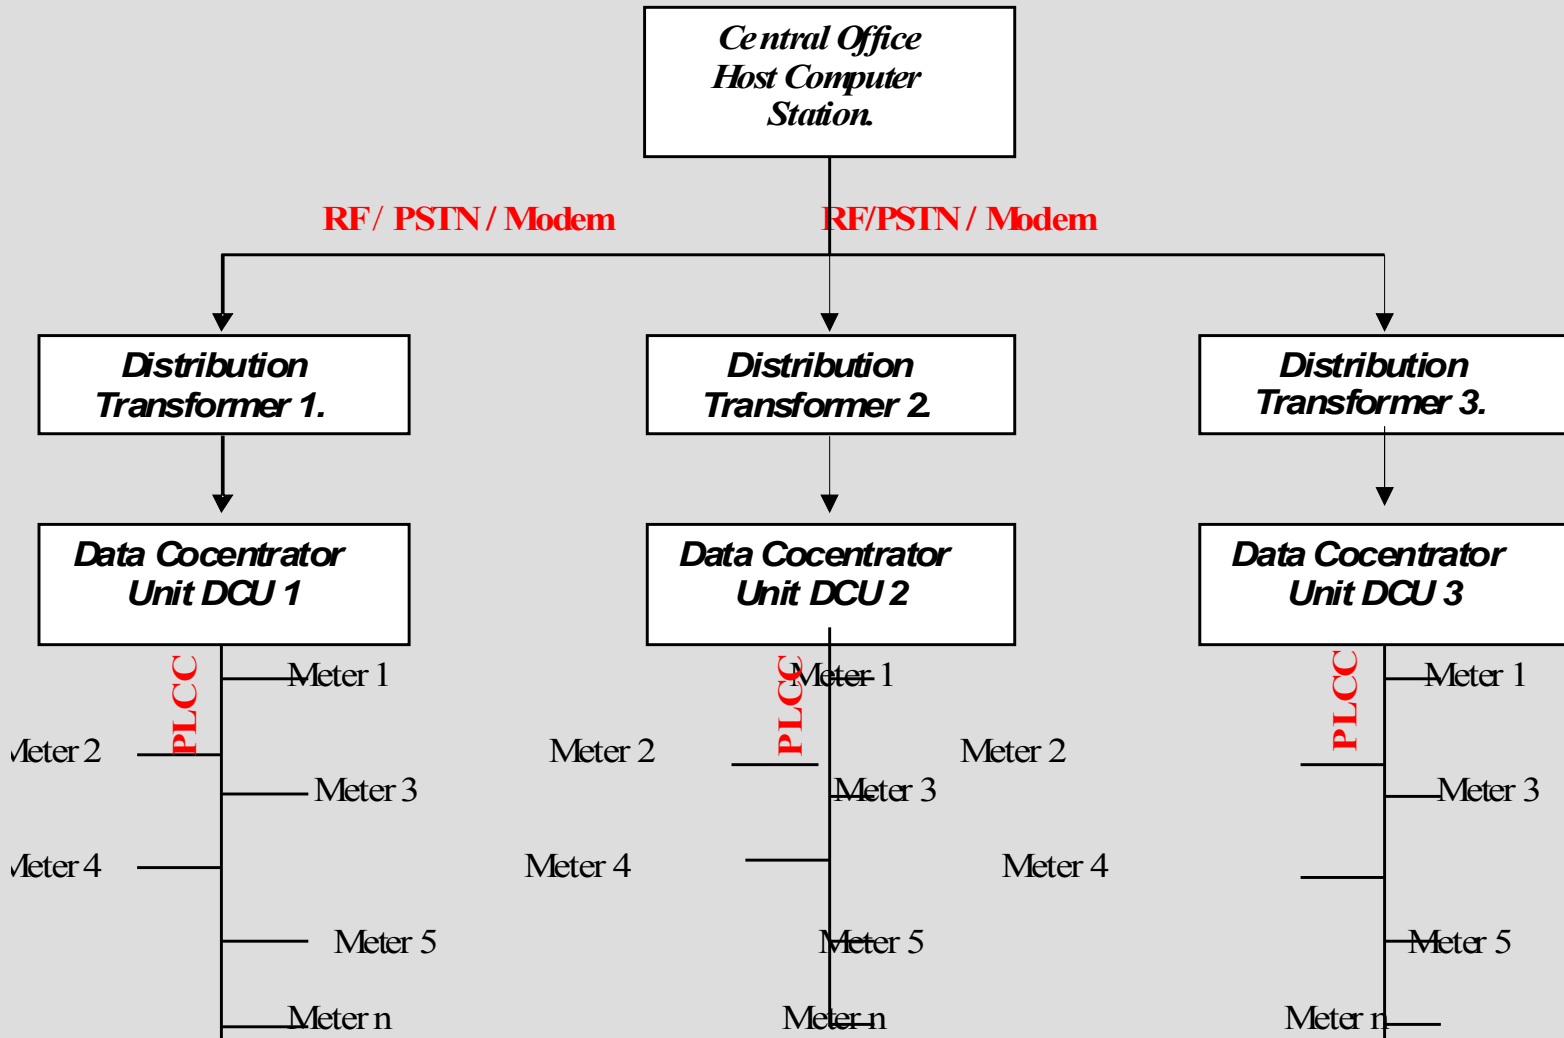 Central Office
Host Computer
Station.
RF / PSTN / Modem
RF/PSTN / Modem
Distribution
Transformer 1.
Distribution
Transformer 2.
Distribution
Transformer 3.
Data Cocentrator
Unit DCU 1
Data Cocentrator
Unit DCU 2
Data Cocentrator
Unit DCU 3
PLCC
Meter 1
Meter 2
Meter 3
Meter 4
Meter 5
Meter n
PLCC
Meter 1
Meter 2
Meter 3
Meter 4
Meter 5
Meter n
PLCC
Meter 1
Meter 2
Meter 3
Meter 4
Meter 5
Meter n